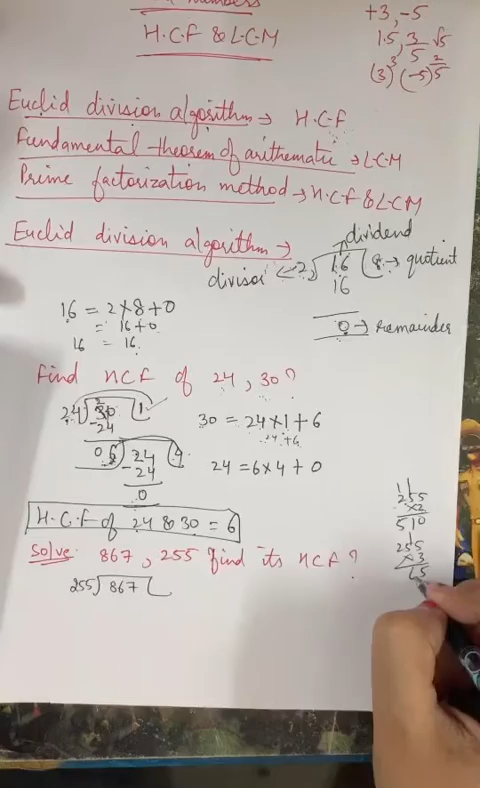 H.C.F & L.C.M
+3, -5
1.5, 3/5 √5
(3)³ (-5)^2/5
Euclid division algorithm → H.C.F
Fundamental theorem of arithematic → L.C.M
Prime factorization method → H.C.F & L.C.M
Euclid division algorithm →
dividend
divisor ← 2) 16 (8 → quotient
16
0 → remainder
16 = 2×8+0
= 16+0
16 = 16
Find HCF of 24, 30?
24) 30 (1
-24
06) 24 (4
-24
0
30 = 24×1+6
24+6
24 = 6×4+0
H.C.F of 24 & 30 = 6
Solve: 867, 255 find its HCF?
255) 867 (
11
255
×2
510
1
255
×3
65